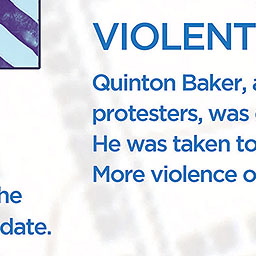 VIOLENT
Quinton Baker, a
protesters, was
He was taken to
More violence o
he
date.